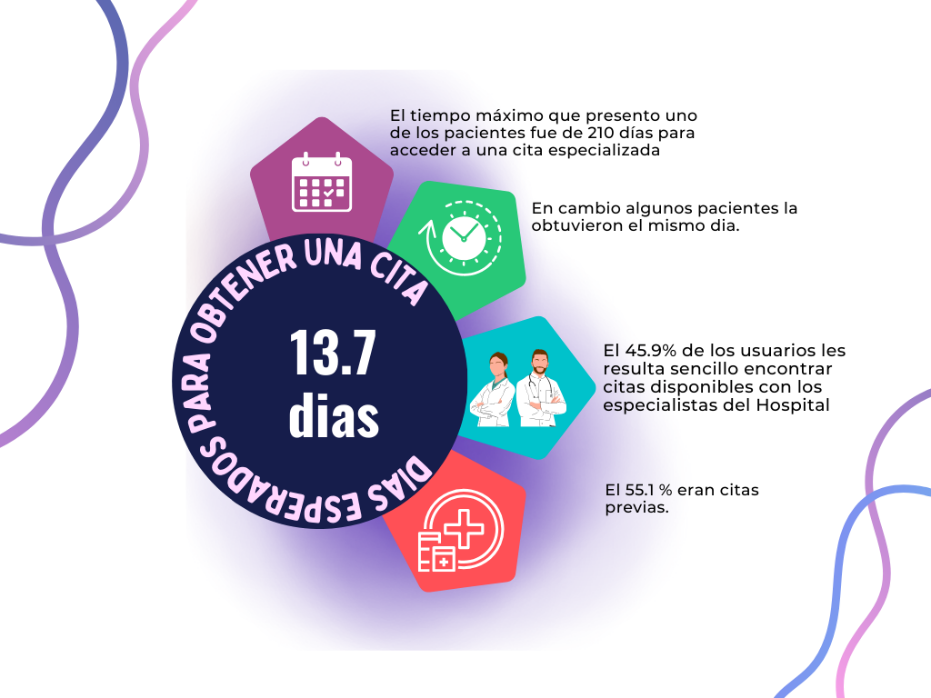 El tiempo máximo que presento uno
de los pacientes fue de 210 días para
acceder a una cita especializada
En cambio algunos pacientes la
obtuvieron el mismo dia.
DIAS ESPERADOS PARA OBTENER UNA CITA
13.7
dias
El 45.9% de los usuarios les
resulta sencillo encontrar
citas disponibles con los
especialistas del Hospital
El 55.1 % eran citas
previas.